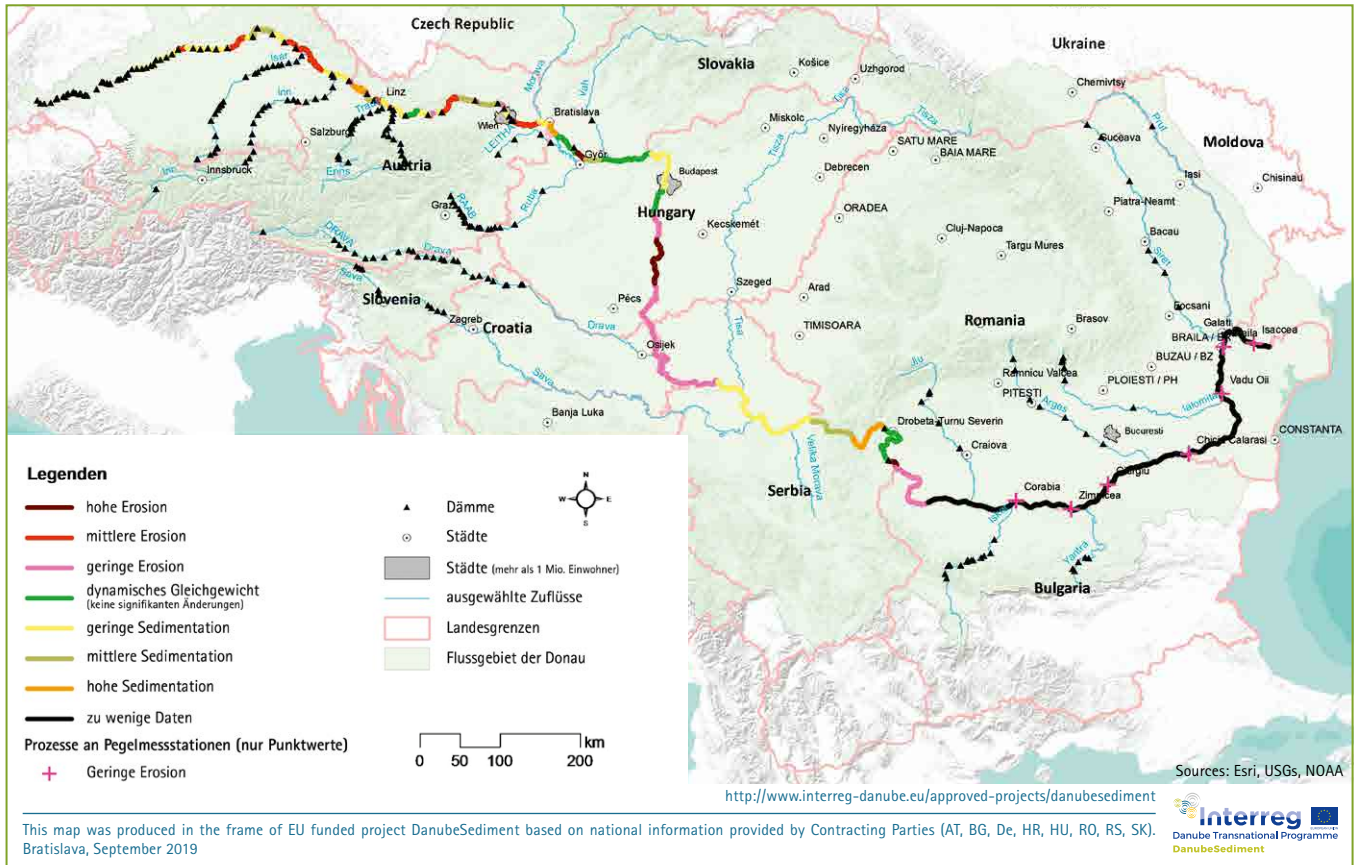 Czech Republic
Ukraine
Slovakia
Košice
Uzhgorod
Chernivtsy
Moldova
Isar
Inn
Linz
Morava
Vah
Bratislava
Wien
LEITHA
Miskolc
Tisa
Tisza
Tisza
Nyíregyháza
SATU MARE
BAIA MARE
Suceava
Prut
Iasi
Chisinau
Salzburg
Austria
Győr
Budapest
Debrecen
Inn
Innsbruck
Enns
Graz
RAAB
Raba
Hungary
Kecskemét
ORADEA
Cluj-Napoca
Targu Mures
Piatra-Neamt
Bacau
Siret
DRAVA
Drava
Sava
Slovenia
Zagreb
Croatia
Pécs
Szeged
Arad
Tisa
TIMISOARA
Romania
Brasov
Focsani
Galati
Isaccea
BRAILA /
BUZAU / BZ
Drava
Osijek
Sava
Banja Luka
Jiu
Ramnicu Valcea
PITESTI
PLOIESTI / PH
Vadu Oii
Ialomita
Arges
Bucuresti
Drobeta-Turnu Severin
Craiova
Velika Morava
Serbia
Calarasi
CONSTANTA
Corabia
Zimnicea
Yantra
Bulgaria
Legenden
hohe Erosion
mittlere Erosion
geringe Erosion
dynamisches Gleichgewicht
(keine signifikanten Änderungen)
geringe Sedimentation
mittlere Sedimentation
hohe Sedimentation
zu wenige Daten
Prozesse an Pegelmessstationen (nur Punktwerte)
Geringe Erosion
N
W
E
S
Dämme
Städte
Städte (mehr als 1 Mio. Einwohner)
ausgewählte Zuflüsse
Landesgrenzen
Flussgebiet der Donau
km
0 50 100 200
Sources: Esri, USGs, NOAA
http://www.interreg-danube.eu/approved-projects/danubesediment
This map was produced in the frame of EU funded project DanubeSediment based on national information provided by Contracting Parties (AT, BG, De, HR, HU, RO, RS, SK).
Bratislava, September 2019
Interreg
Danube Transnational Programme
DanubeSediment